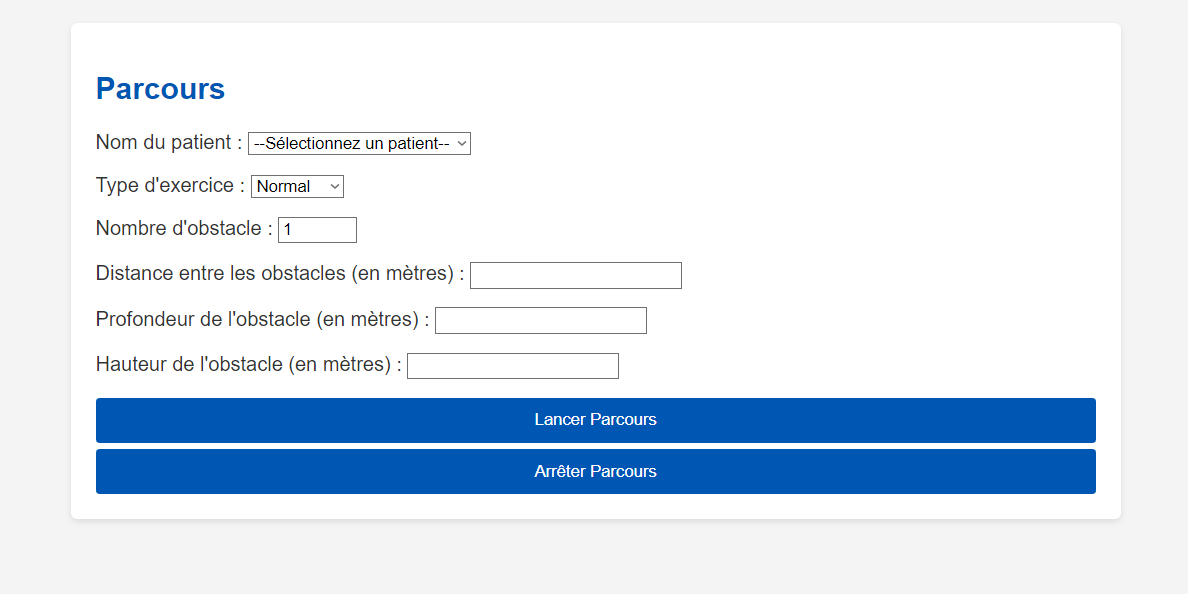 Parcours
Nom du patient : --Sélectionnez un patient--
Type d'exercice : Normal
Nombre d'obstacle : 1
Distance entre les obstacles (en mètres) :
Profondeur de l'obstacle (en mètres) :
Hauteur de l'obstacle (en mètres) :
Lancer Parcours
Arrêter Parcours